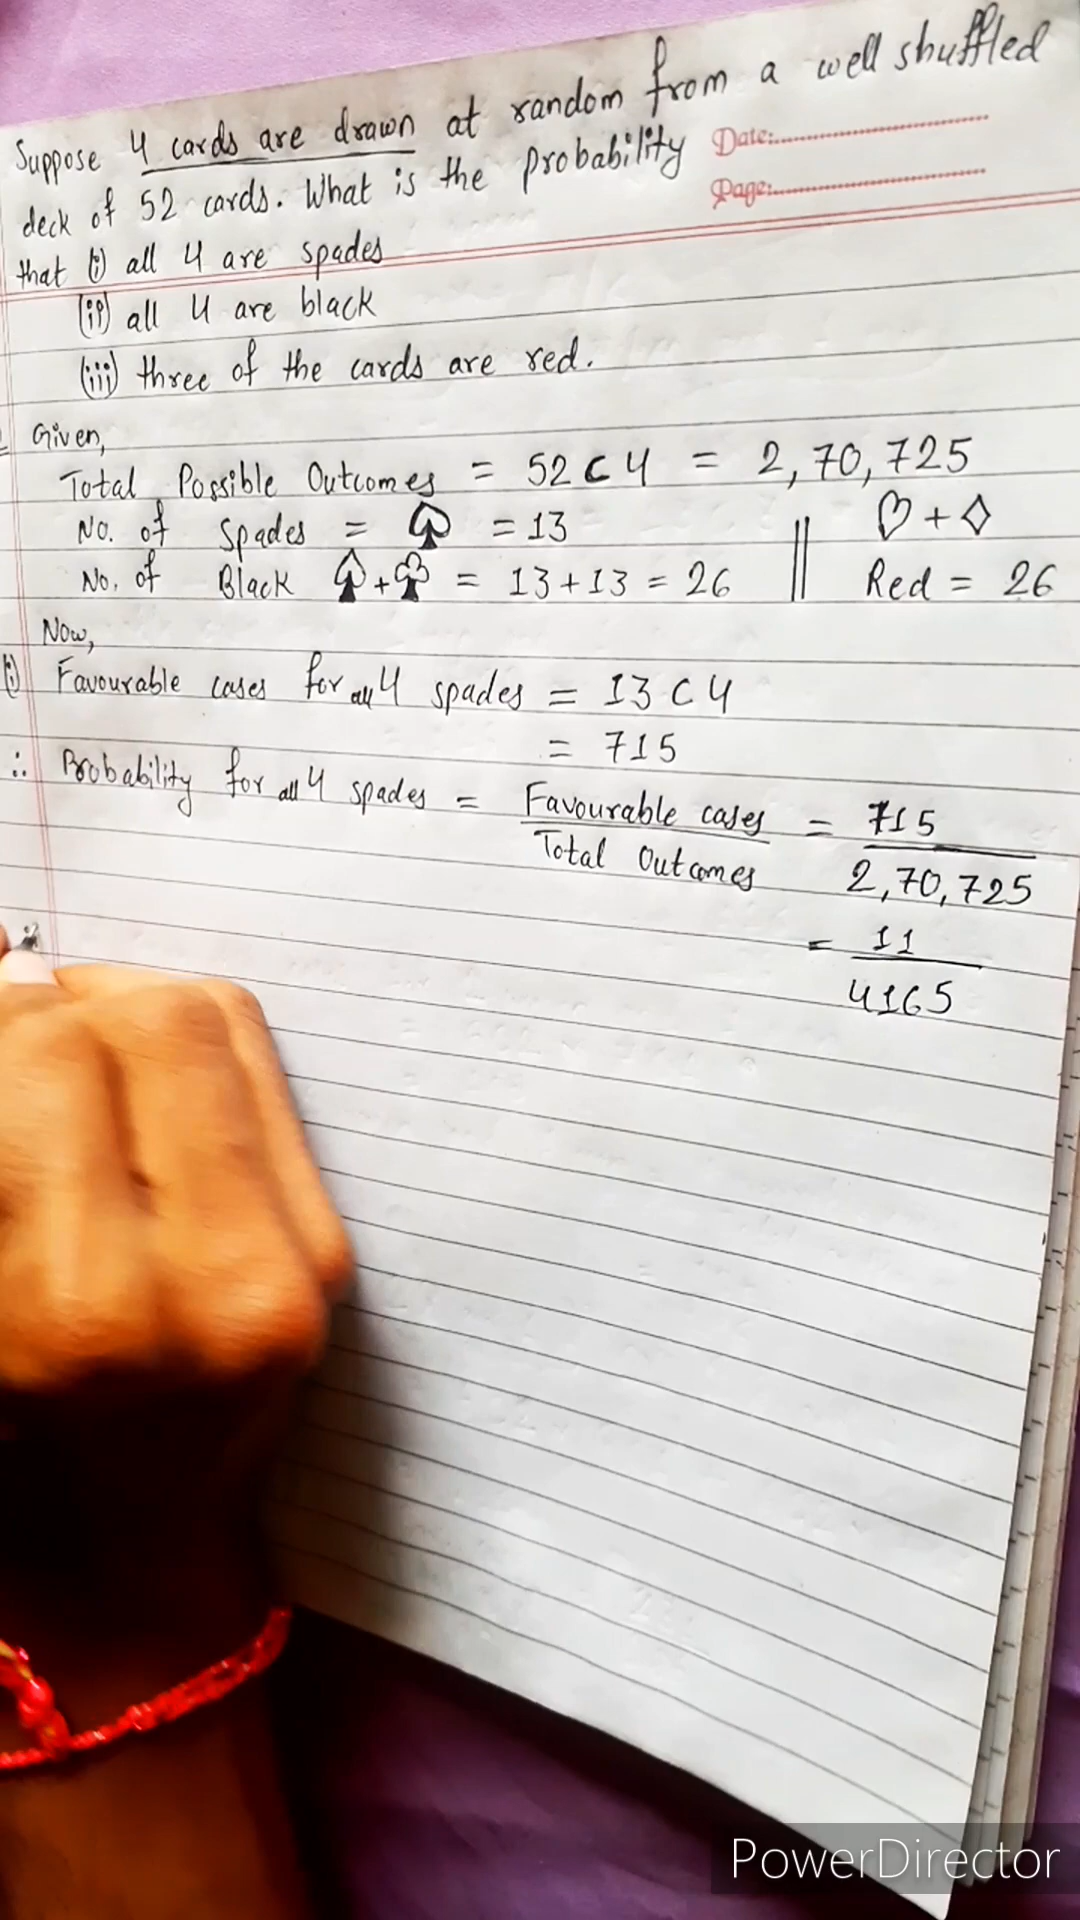 Suppose 4 cards are drawn at random from a well shuffled
deck of 52 cards. What is the probability
Date:
Page:
that (i) all 4 are spades
(ii) all 4 are black
(iii) three of the cards are red.
Given,
Total Possible Outcomes = 52C4 = 2,70,725
No. of Spades = ♤ = 13
♡ + ◇
No. of Black ♤ + ♧ = 13 + 13 = 26 || Red = 26
Now,
(i) Favourable cases for all 4 spades = 13C4
= 715
∴ Probability for all 4 spades = Favourable cases = 715
Total Outcomes 2,70,725
= 11
4165
PowerDirector